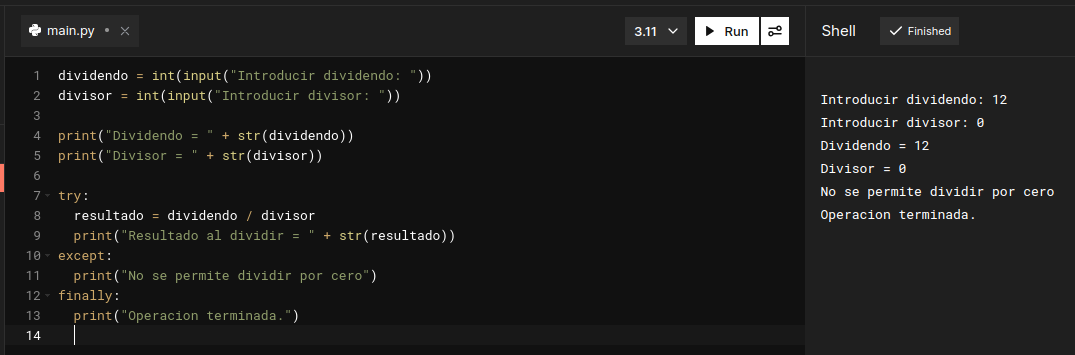 main.py
3.11
Run
Shell
Finished
1 dividendo = int(input("Introducir dividendo: "))
2 divisor = int(input("Introducir divisor: "))
3
4 print("Dividendo = " + str(dividendo))
5 print("Divisor = " + str(divisor))
6
7 try:
8   resultado = dividendo / divisor
9   print("Resultado al dividir = " + str(resultado))
10 except:
11   print("No se permite dividir por cero")
12 finally:
13   print("Operacion terminada.")
14
Introducir dividendo: 12
Introducir divisor: 0
Dividendo = 12
Divisor = 0
No se permite dividir por cero
Operacion terminada.